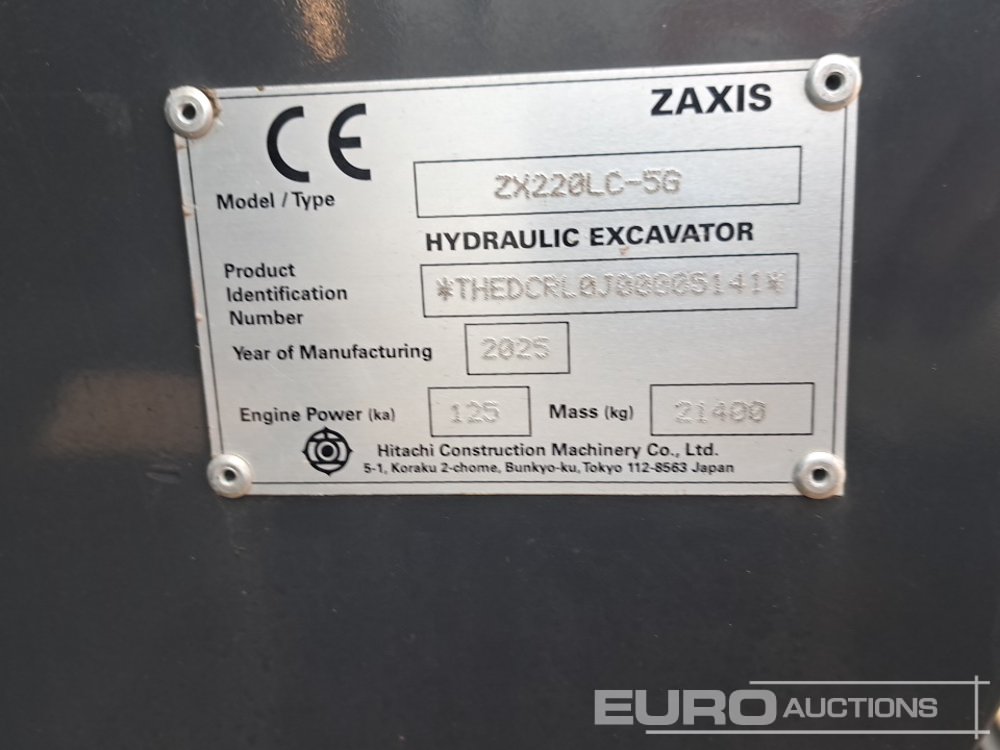 CE
ZAXIS
Model / Type ZX220LC-5G
HYDRAULIC EXCAVATOR
Product Identification Number
Year of Manufacturing 2025
Engine Power (ka) 125 Mass (kg) 21400
Hitachi Construction Machinery Co., Ltd.
5-1, Koraku 2-chome, Bunkyo-ku, Tokyo 112-8563 Japan
EURO AUCTIONS